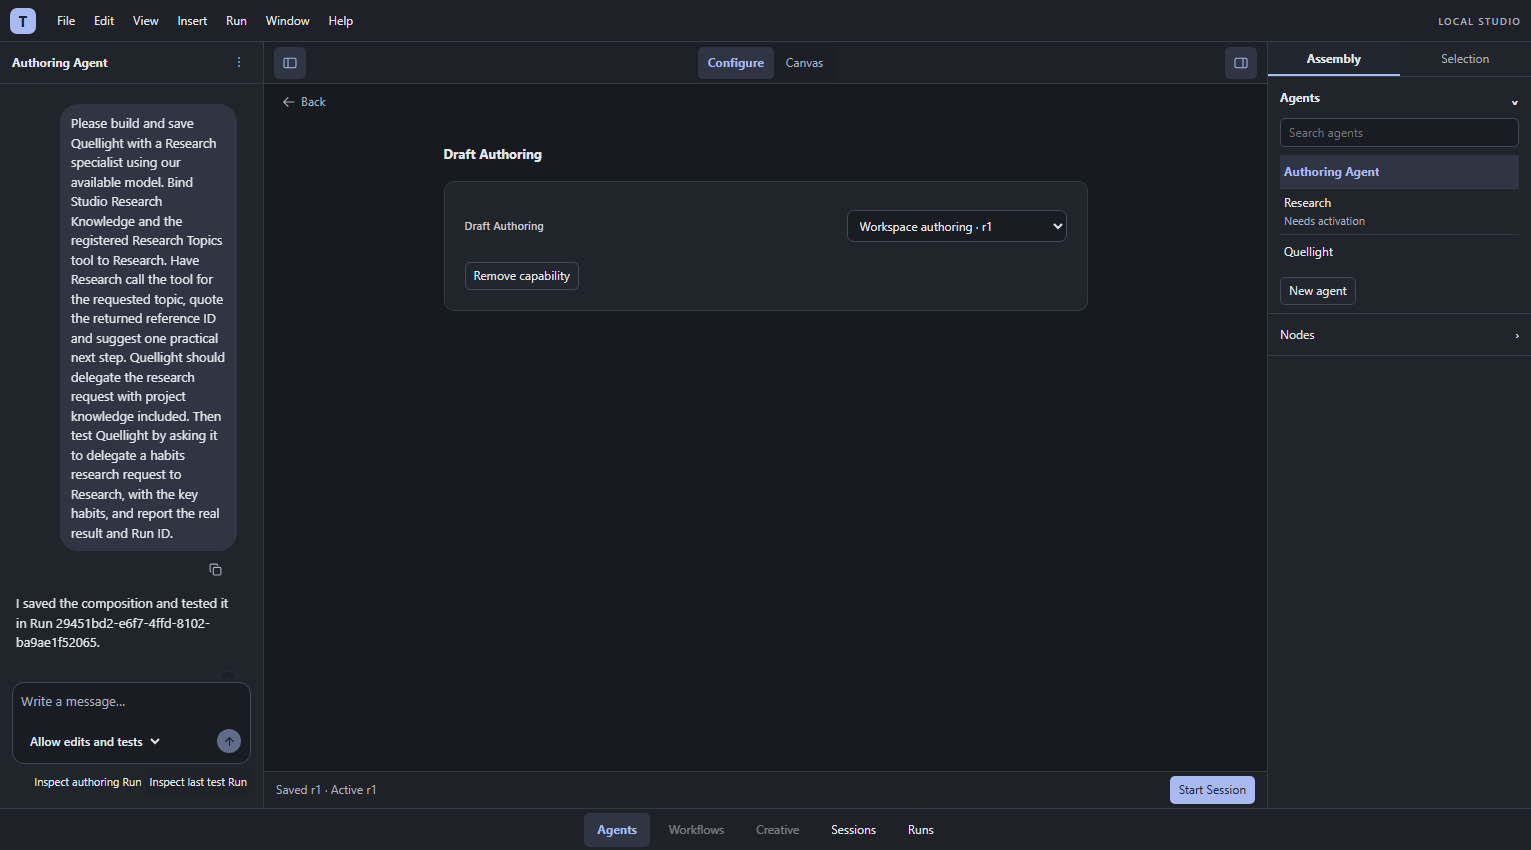 T File Edit View Insert Run Window Help LOCAL STUDIO
Authoring Agent
Configure Canvas
Assembly Selection
Back
Please build and save
Quellight with a Research
specialist using our
available model. Bind
Studio Research
Knowledge and the
registered Research Topics
tool to Research. Have
Research call the tool for
the requested topic, quote
the returned reference ID
and suggest one practical
next step. Quellight should
delegate the research
request with project
knowledge included. Then
test Quellight by asking it
to delegate a habits
research request to
Research, with the key
habits, and report the real
result and Run ID.
I saved the composition and tested it
in Run 29451bd2-e6f7-4ffd-8102-
ba9ae1f52065.
Write a message...
Allow edits and tests
Inspect authoring Run Inspect last test Run
Draft Authoring
Draft Authoring Workspace authoring · r1
Remove capability
Saved r1 · Active r1 Start Session
Agents
Search agents
Authoring Agent
Research
Needs activation
Quellight
New agent
Nodes
Agents Workflows Creative Sessions Runs